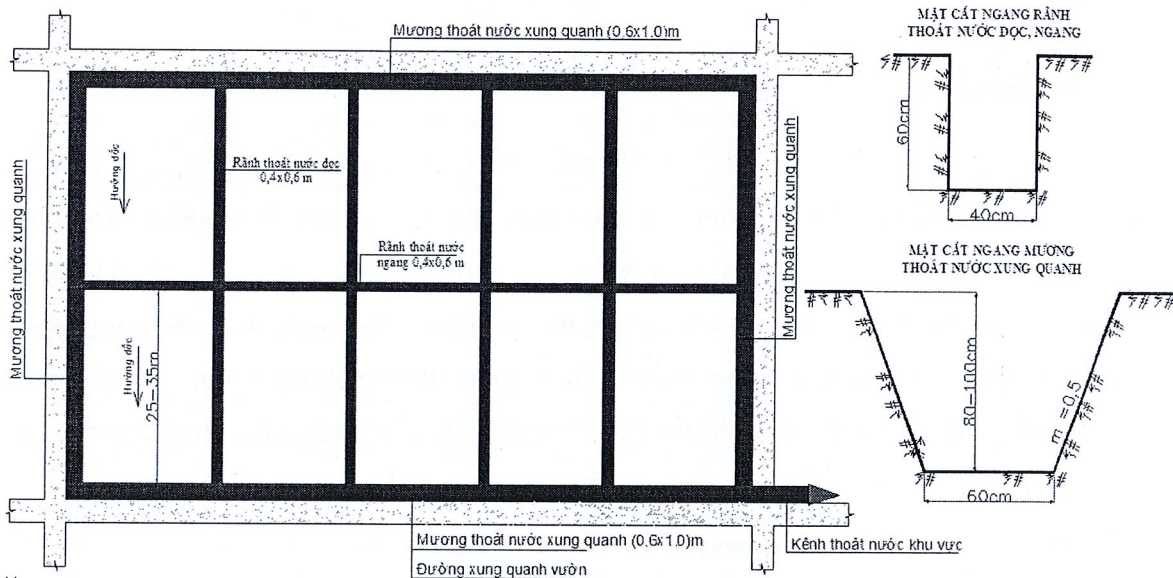 Mương thoát nước xung quanh (0,6x1.0)m
MẶT CẮT NGANG RÃNH
THOÁT NƯỚC DỌC, NGANG
60cm
40cm
Mương thoát nước xung quanh
Hướng dốc
Rãnh thoát nước dọc
0,4x0,6 m
Rãnh thoát nước
ngang 0,4x0,6 m
Mương thoát nước xung quanh
Hướng dốc
25-35m
MẶT CẮT NGANG MƯƠNG
THOÁT NƯỚC XUNG QUANH
80-100cm
m =0,5
60cm
Mương thoát nước xung quanh (0,6x1.0)m
Đường xung quanh vườn
Kênh thoát nước khu vực